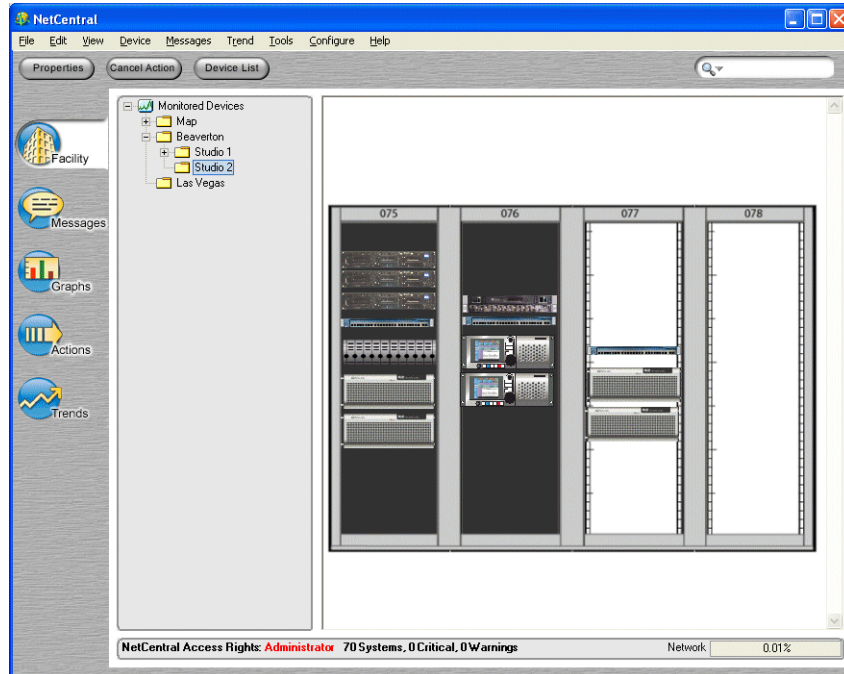 NetCentral
File Edit View Device Messages Trend Tools Configure Help
Properties Cancel Action Device List
Monitored Devices
Map
Beaverton
Studio 1
Studio 2
Las Vegas
Facility
Messages
Graphs
Actions
Trends
075 076 077 078
NetCentral Access Rights: Administrator 70 Systems, 0 Critical, 0 Warnings Network 0.01%